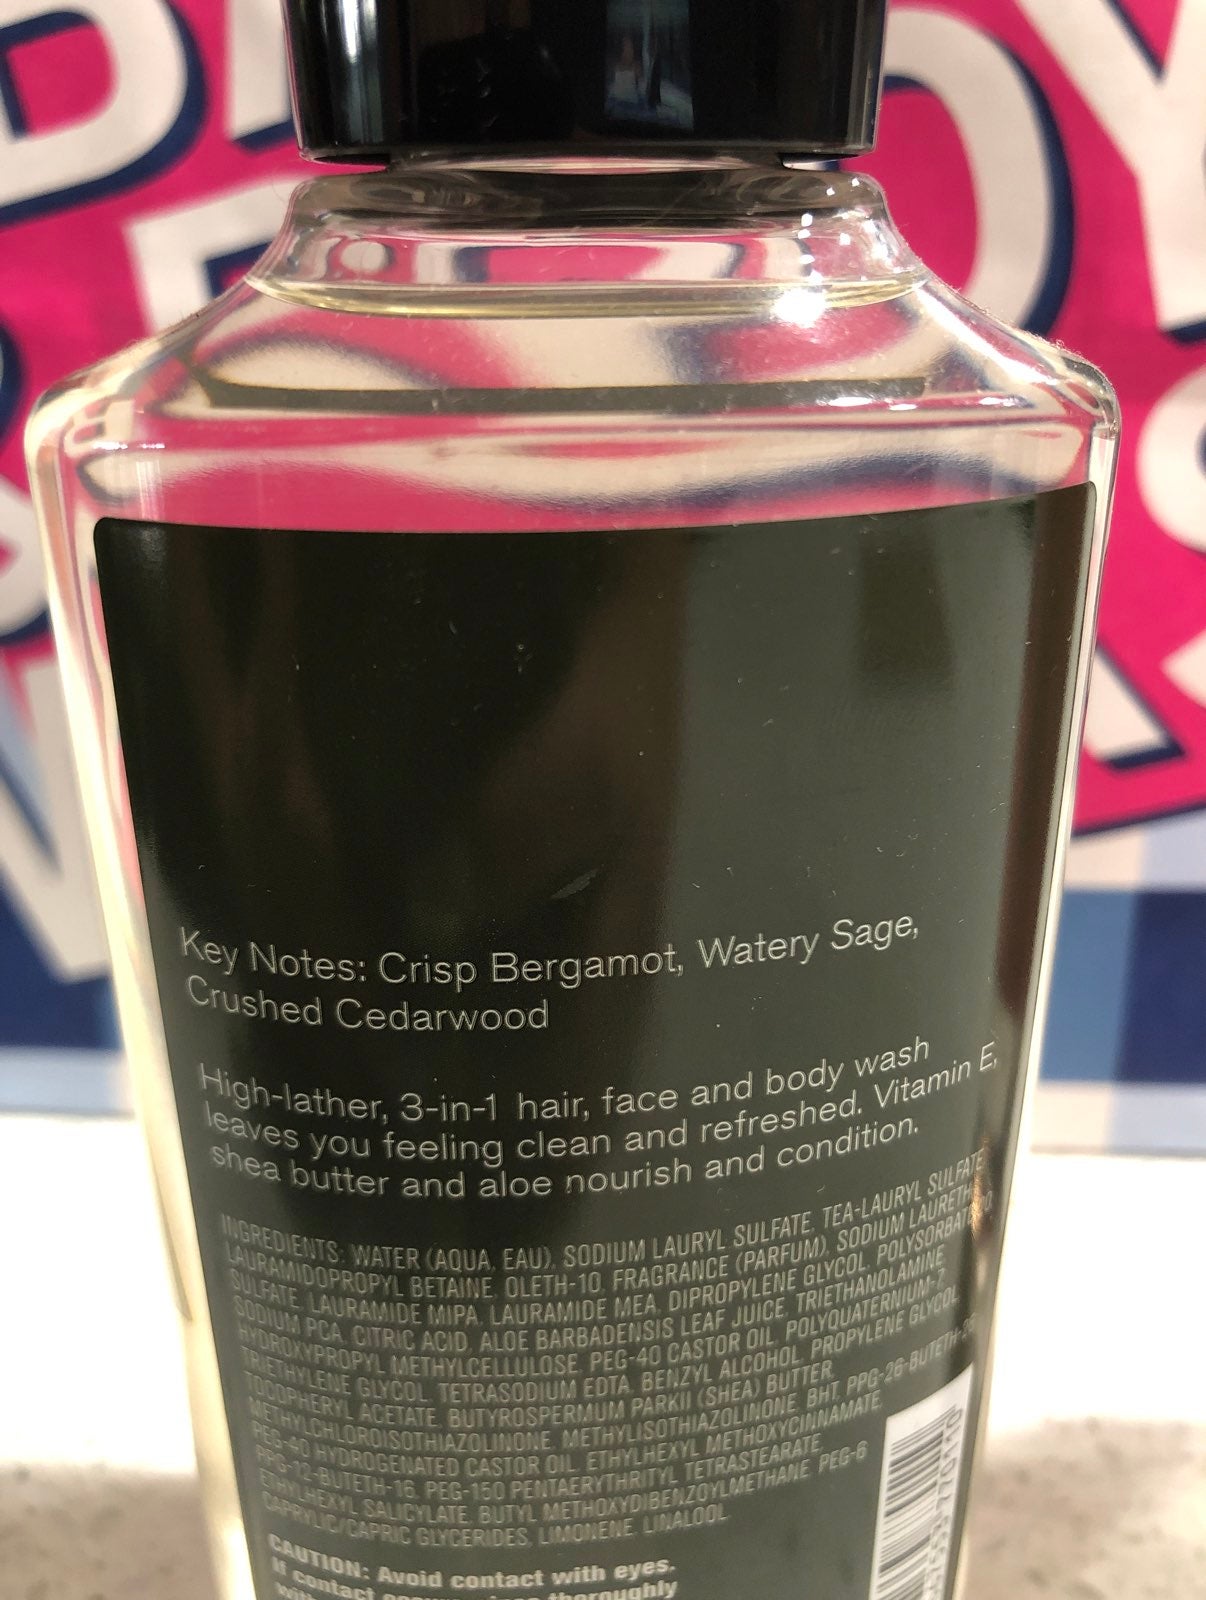 Key Notes: Crisp Bergamot, Watery Sage,
Crushed Cedarwood
High-lather, 3-in-1 hair, face and body wash
leaves you feeling clean and refreshed. Vitamin E,
shea butter and aloe nourish and condition.
INGREDIENTS: WATER (AQUA, EAU), SODIUM LAURYL SULFATE, TEA-LAURYL SULFATE,
LAURAMIDOPROPYL BETAINE, OLETH-10, FRAGRANCE (PARFUM), SODIUM LAURETH
SULFATE, LAURAMIDE MIPA, LAURAMIDE MEA, DIPROPYLENE GLYCOL, POLYSORBATE
SODIUM PCA, CITRIC ACID, ALOE BARBADENSIS LEAF JUICE, TRIETHANOLAMINE,
HYDROXYPROPYL METHYLCELLULOSE, PEG-40 CASTOR OIL, POLYQUATERNIUM-7,
TRIETHYLENE GLYCOL, TETRASODIUM EDTA, BENZYL ALCOHOL, PROPYLENE GLYCOL,
TOCOPHERYL ACETATE, BUTYROSPERMUM PARKII (SHEA) BUTTER,
METHYLCHLOROISOTHIAZOLINONE, METHYLISOTHIAZOLINONE, BHT, PPG-26-BUTETH-26,
PEG-40 HYDROGENATED CASTOR OIL, ETHYLHEXYL METHOXYCINNAMATE,
PPG-12-BUTETH-16, PEG-150 PENTAERYTHRITYL TETRASTEARATE,
ETHYLHEXYL SALICYLATE, BUTYL METHOXYDIBENZOYLMETHANE, PEG-6
CAPRYLIC/CAPRIC GLYCERIDES, LIMONENE, LINALOOL
CAUTION: Avoid contact with eyes.
If contact occurs, rinse thoroughly